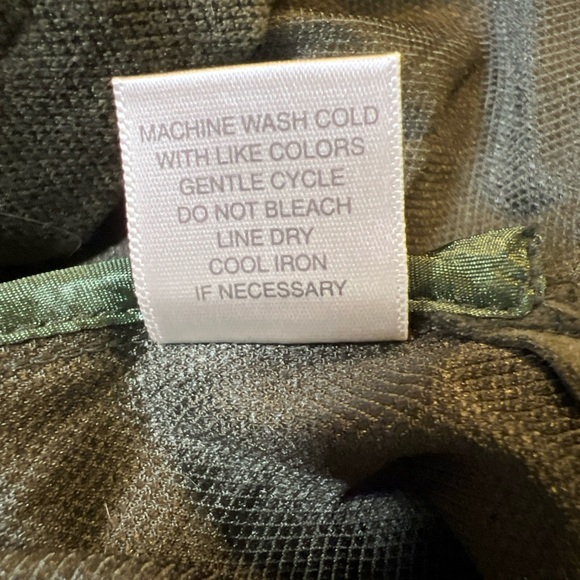 MACHINE WASH COLD
WITH LIKE COLORS
GENTLE CYCLE
DO NOT BLEACH
LINE DRY
COOL IRON
IF NECESSARY